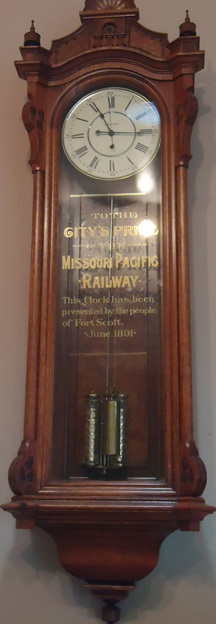 TO THE
CITY'S PRIDE
THE
MISSOURI PACIFIC
RAILWAY.
This Clock has been
presented by the people
of Fort Scott.
June 1891